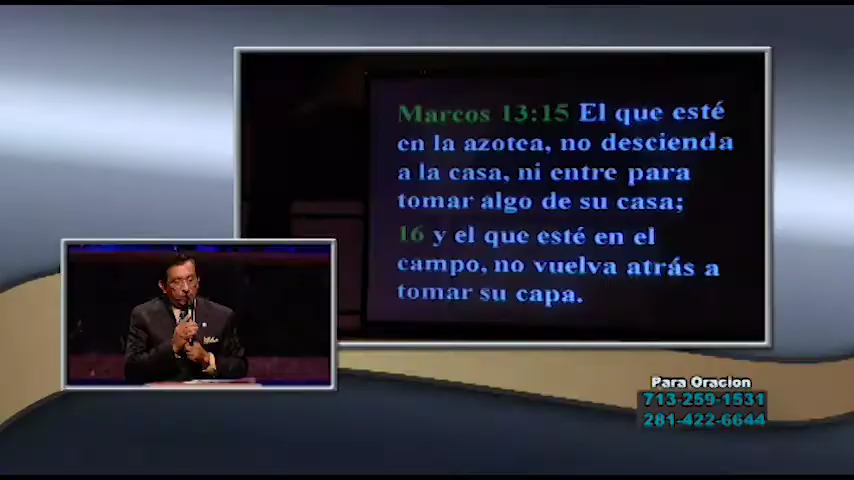 Marcos 13:15 El que esté
en la azotea, no descienda
a la casa, ni entre para
tomar algo de su casa;
16 y el que esté en el
campo, no vuelva atrás a
tomar su capa.
Para Oracion
713-259-1531
281-422-6644